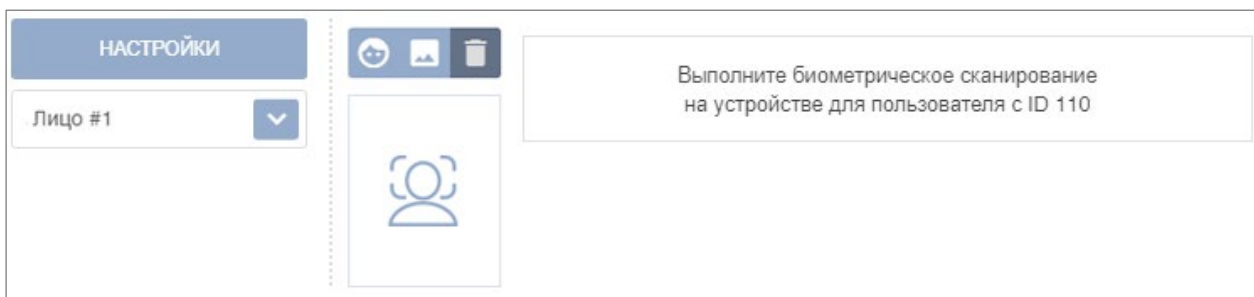 НАСТРОЙКИ
Лицо #1
Выполните биометрическое сканирование
на устройстве для пользователя с ID 110